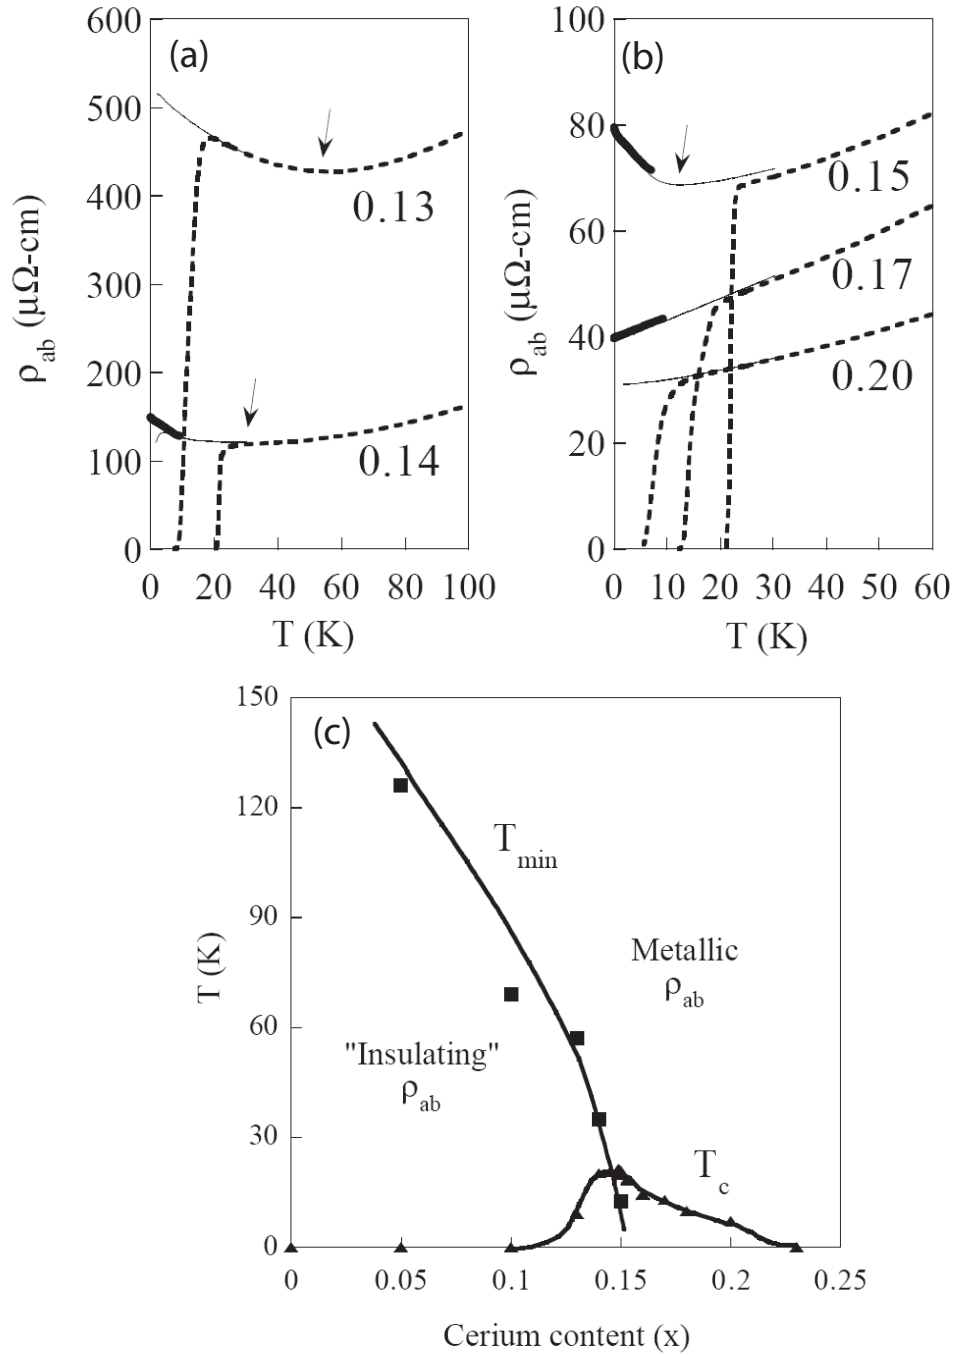 (a)
600
500
400
300
200
100
0
ρab (μΩ-cm)
0.13
0.14
0 20 40 60 80 100
T (K)
(b)
100
80
60
40
20
0
ρab (μΩ-cm)
0.15
0.17
0.20
0 10 20 30 40 50 60
T (K)
(c)
150
120
90
60
30
0
T (K)
Tmin
Metallic
ρab
"Insulating"
ρab
Tc
0 0.05 0.1 0.15 0.2 0.25
Cerium content (x)